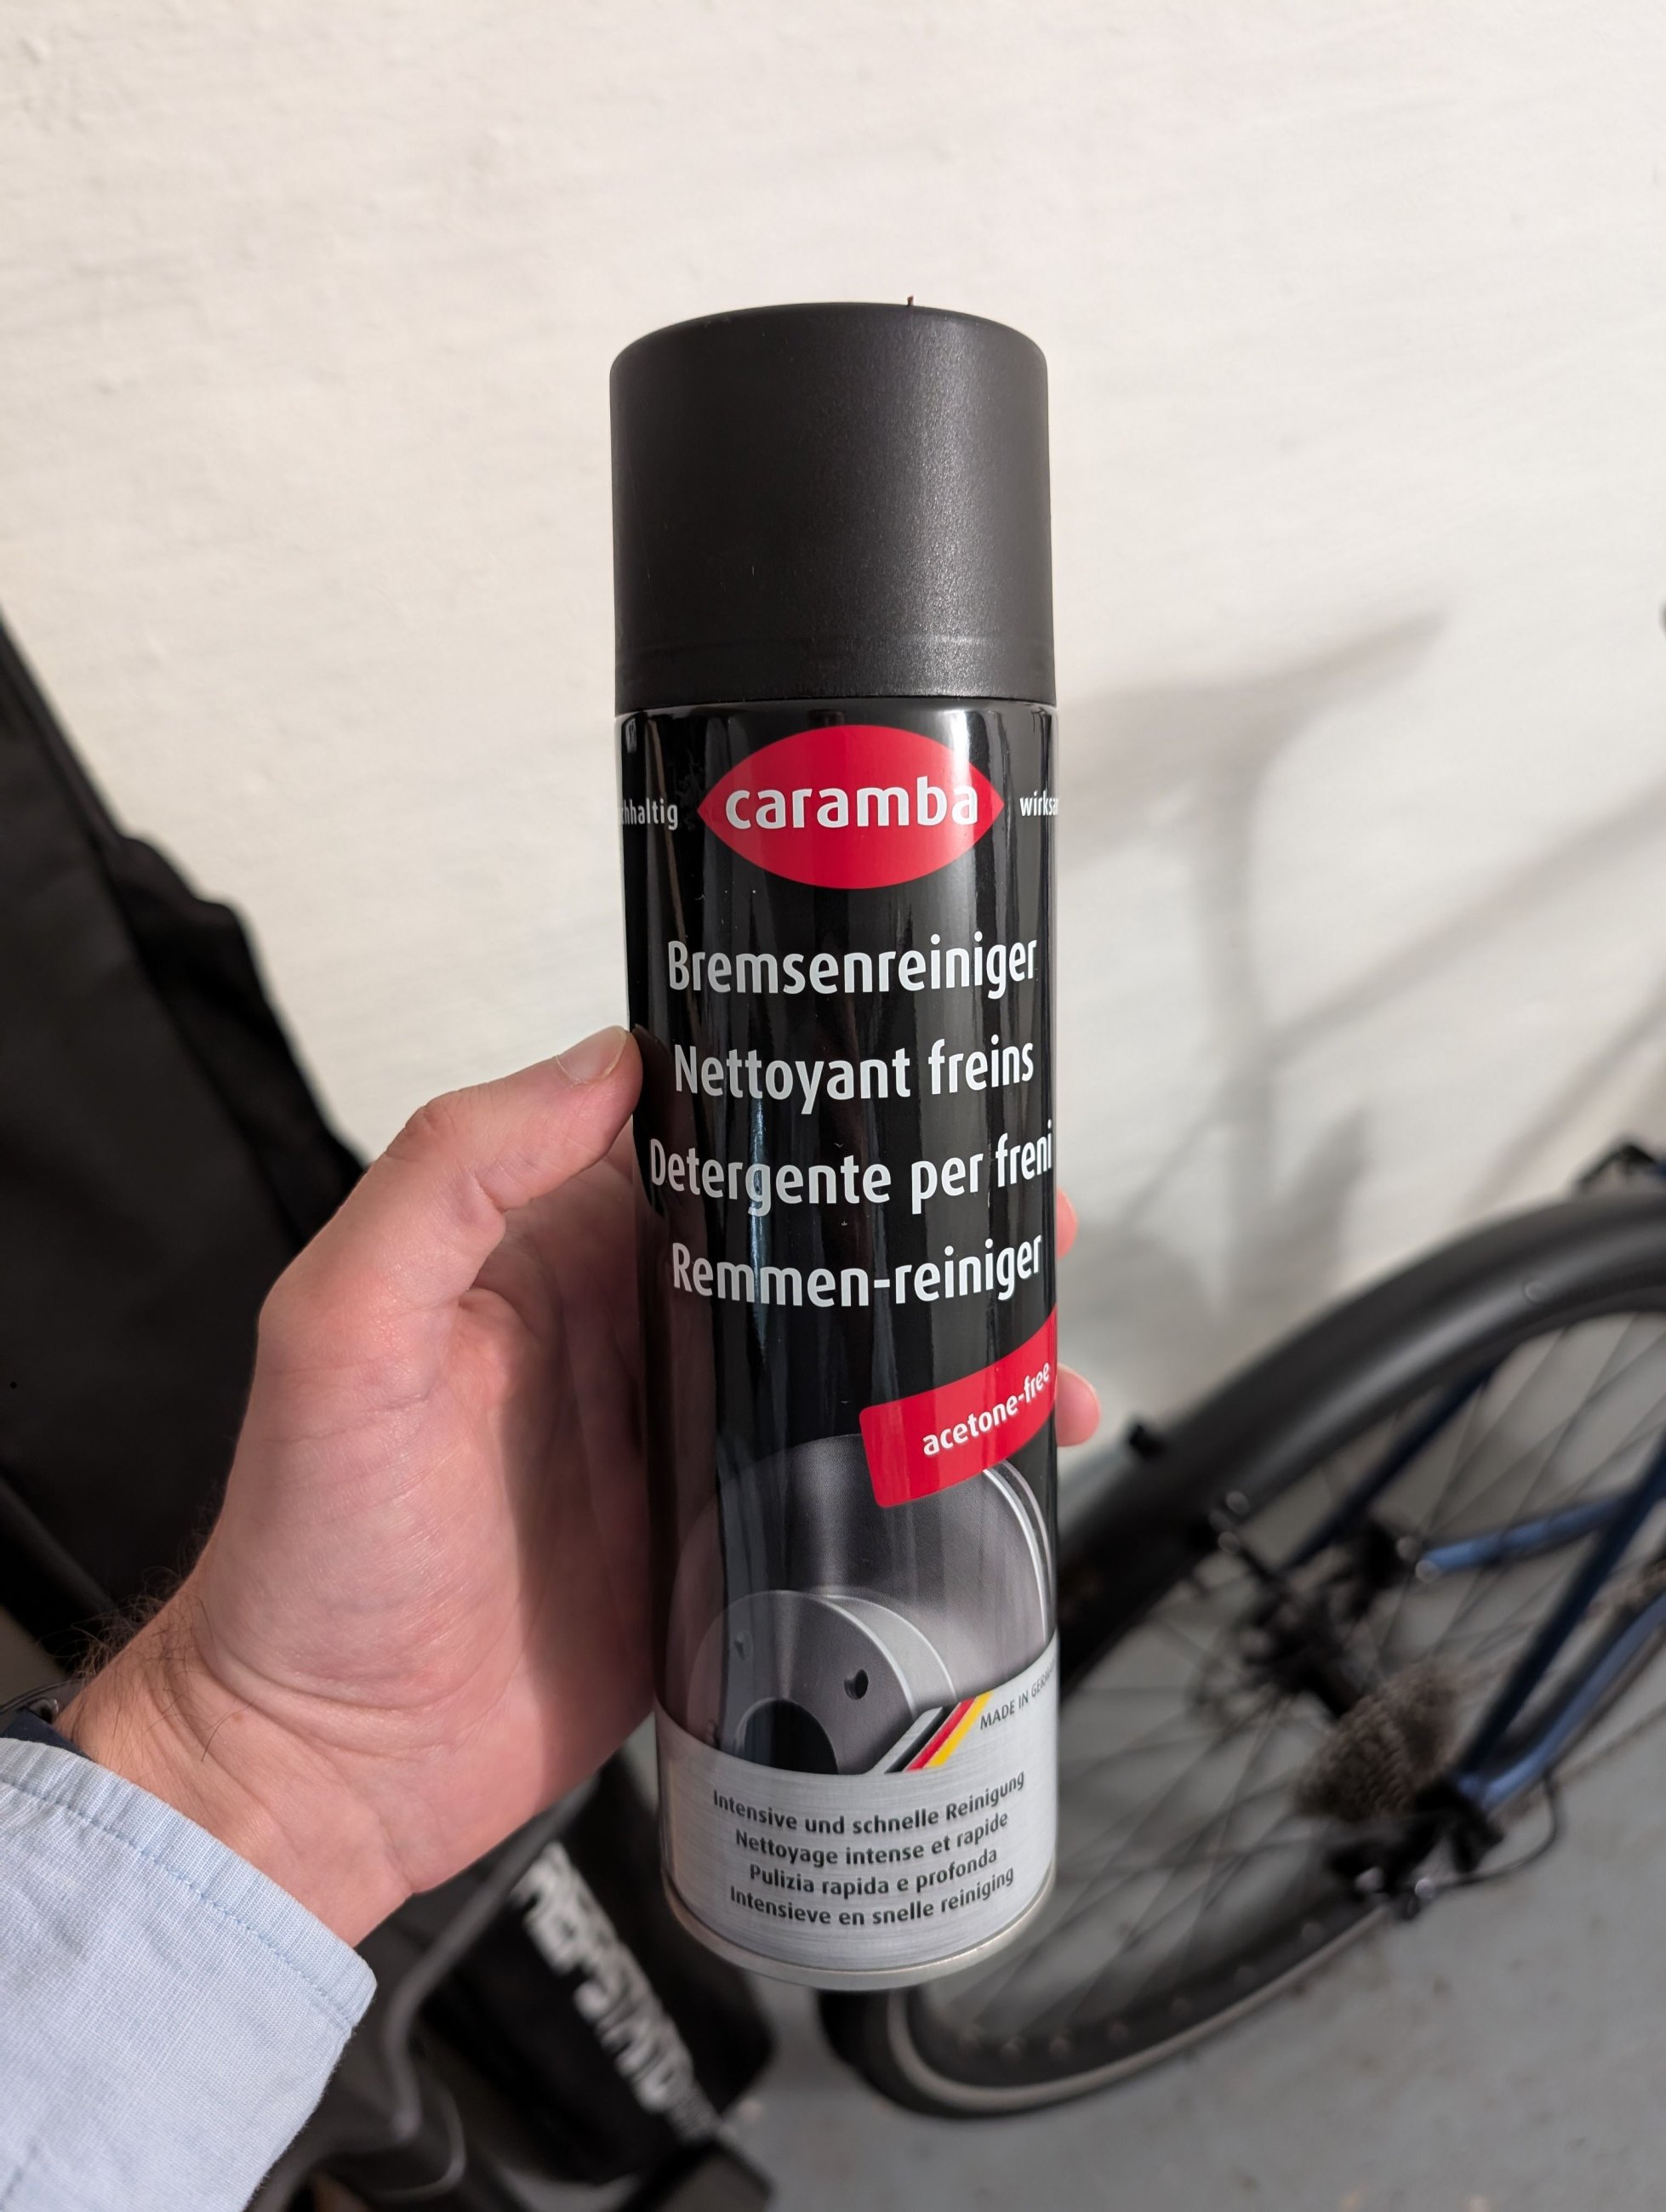 caramba
Bremsenreiniger
Nettoyant freins
Detergente per freni
Remmen-reiniger
acetone-free
MADE IN
Intensive und schnelle Reinigung
Nettoyage intense et rapide
Pulizia rapida e profonda
Intensieve en snelle reiniging